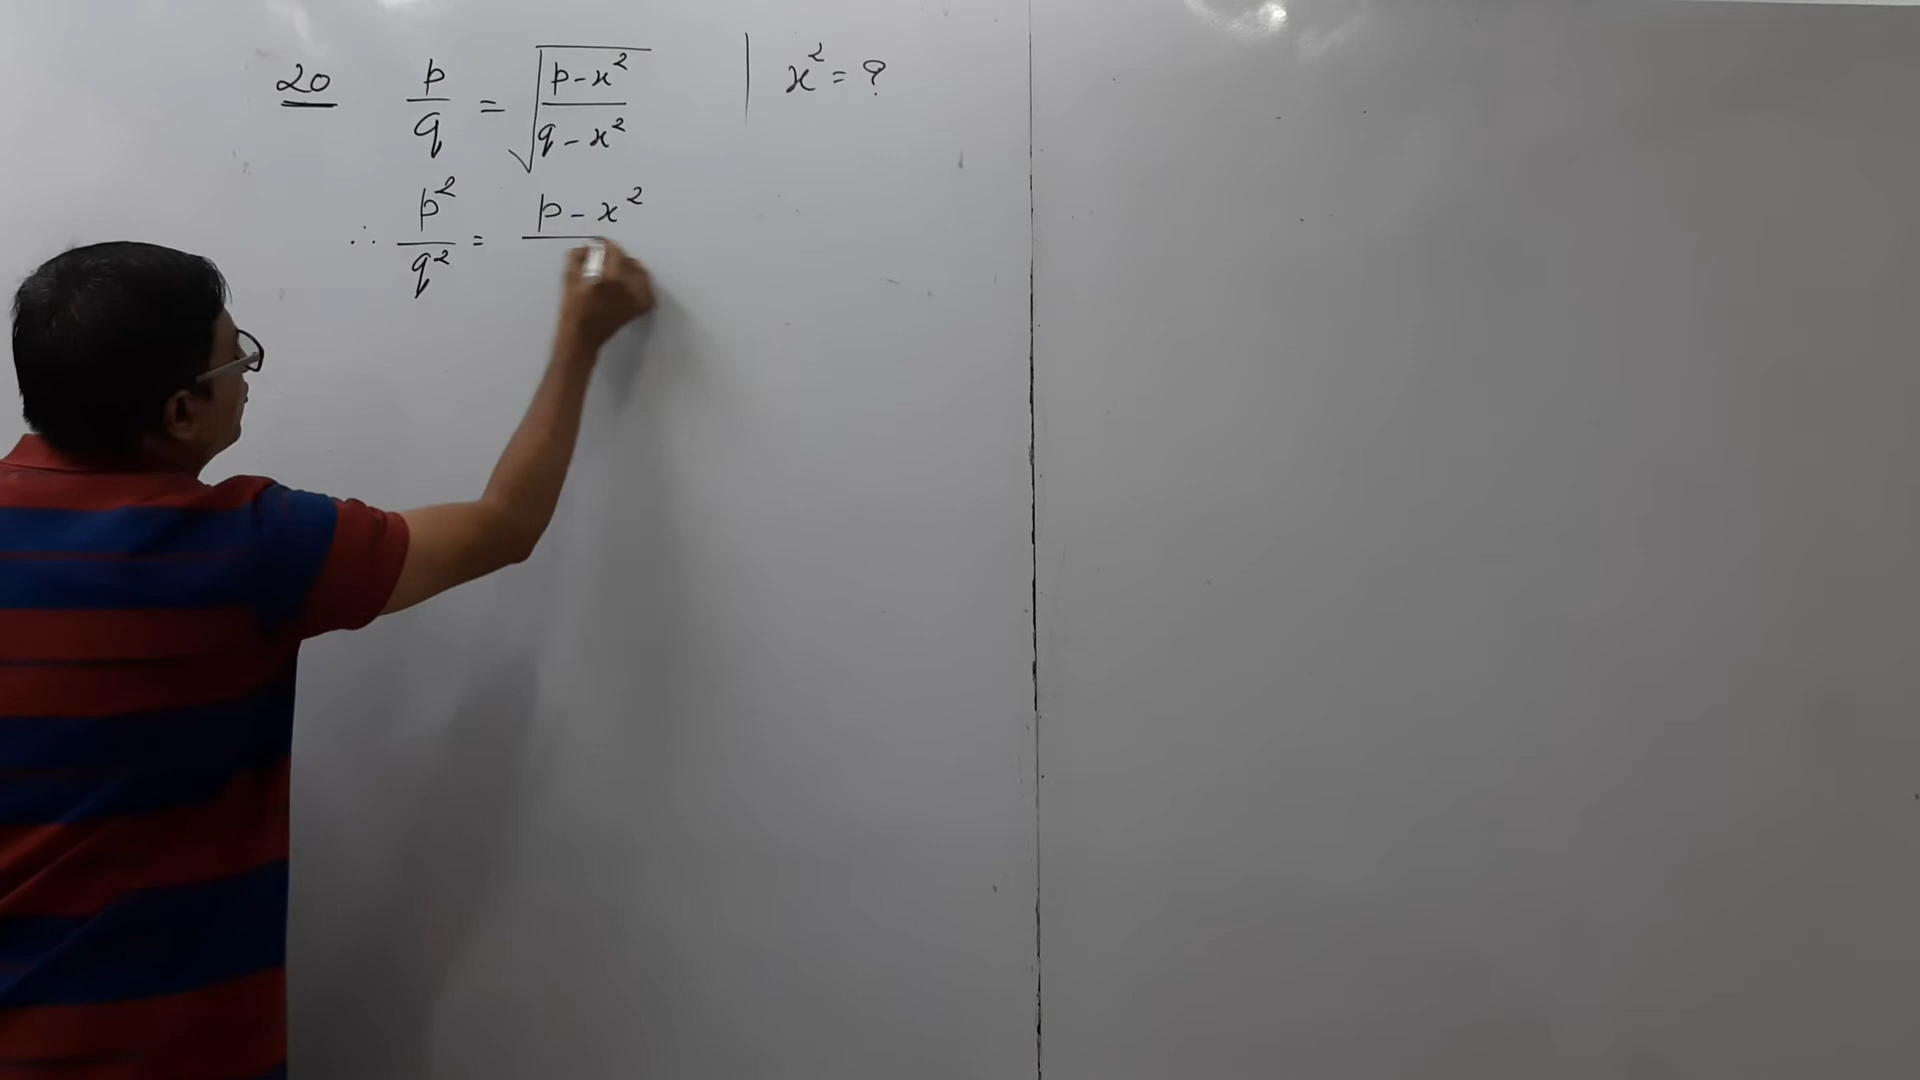 20 p/q = √((p-x²)/(q-x²)) | x² = ?
∴ p²/q² = p-x²/